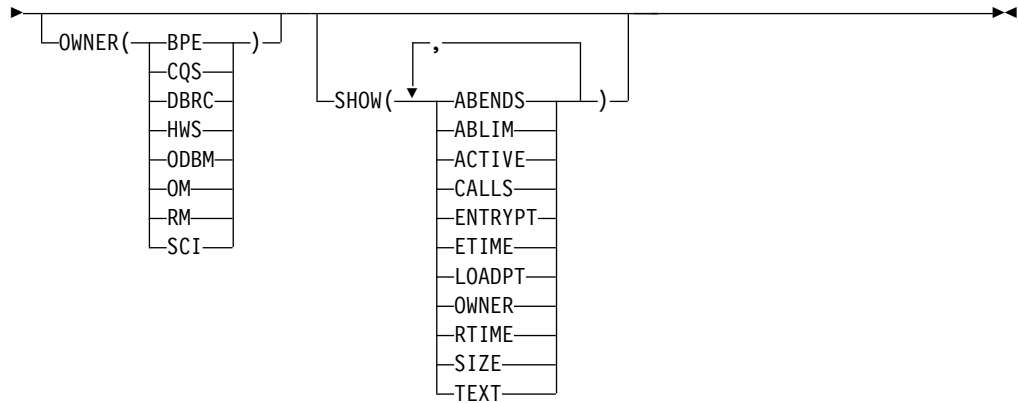 OWNER( BPE )
CQS
DBRC
HWS
ODBM
OM
RM
SCI
,
SHOW( ABENDS )
ABLIM
ACTIVE
CALLS
ENTRYPT
ETIME
LOADPT
OWNER
RTIME
SIZE
TEXT